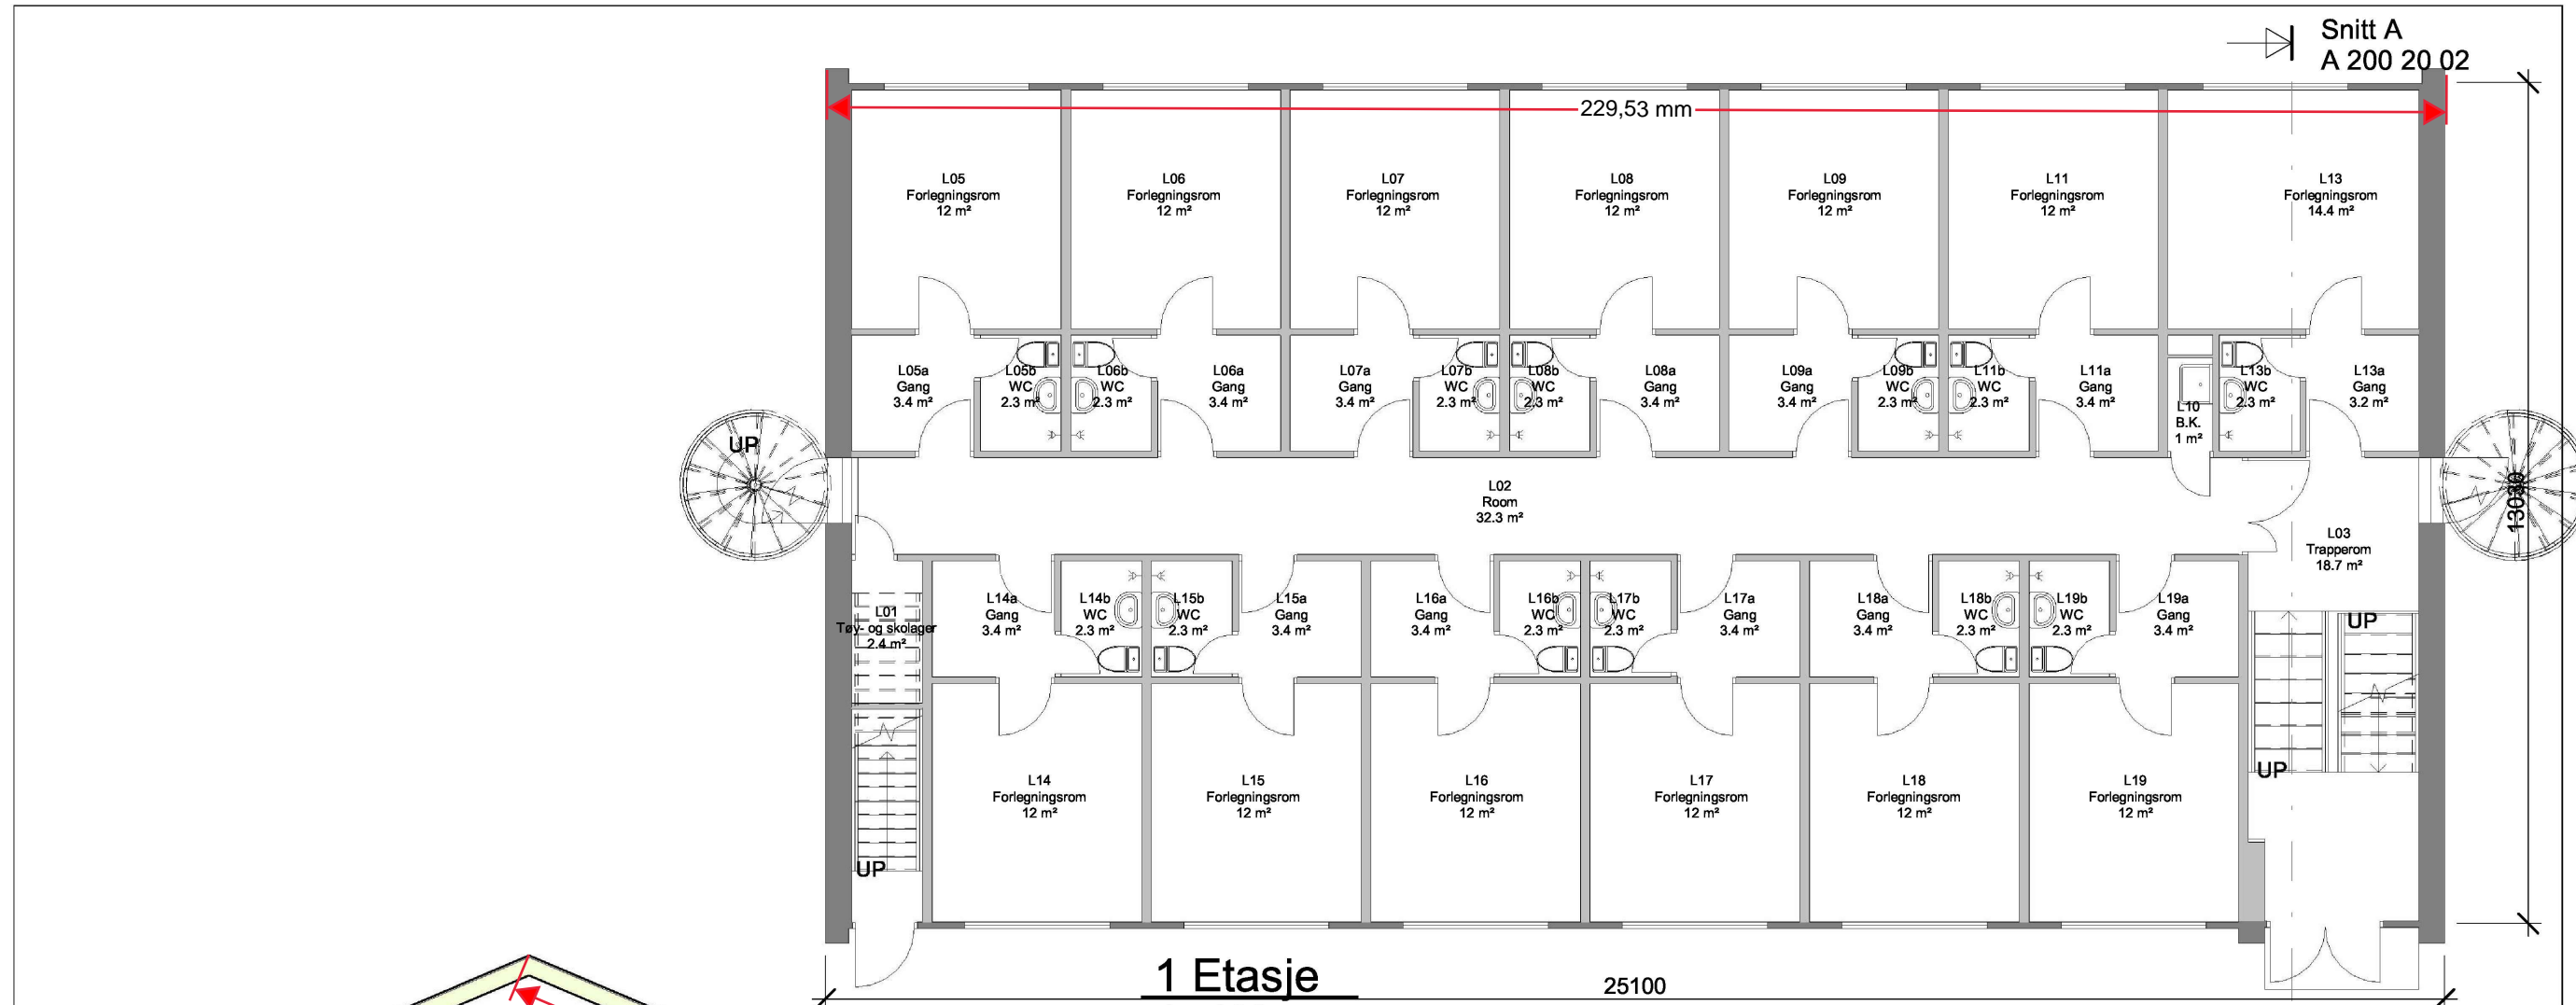 Snitt A
A 200 20 02
229,53 mm
L05
Forlegningsrom
12 m²
L06
Forlegningsrom
12 m²
L07
Forlegningsrom
12 m²
L08
Forlegningsrom
12 m²
L09
Forlegningsrom
12 m²
L11
Forlegningsrom
12 m²
L13
Forlegningsrom
14.4 m²
L05a
Gang
3.4 m²
L05b
WC
2.3 m²
L06b
WC
2.3 m²
L06a
Gang
3.4 m²
L07a
Gang
3.4 m²
L07b
WC
2.3 m²
L08b
WC
2.3 m²
L08a
Gang
3.4 m²
L09a
Gang
3.4 m²
L09b
WC
2.3 m²
L11b
WC
2.3 m²
L11a
Gang
3.4 m²
L10
B.K.
1 m²
L13b
WC
2.3 m²
L13a
Gang
3.2 m²
UP
L02
Room
32.3 m²
13030
L03
Trapperom
18.7 m²
L01
Tøy- og skolager
2.4 m²
L14a
Gang
3.4 m²
L14b
WC
2.3 m²
L15b
WC
2.3 m²
L15a
Gang
3.4 m²
L16a
Gang
3.4 m²
L16b
WC
2.3 m²
L17b
WC
2.3 m²
L17a
Gang
3.4 m²
L18a
Gang
3.4 m²
L18b
WC
2.3 m²
L19b
WC
2.3 m²
L19a
Gang
3.4 m²
UP
UP
L14
Forlegningsrom
12 m²
L15
Forlegningsrom
12 m²
L16
Forlegningsrom
12 m²
L17
Forlegningsrom
12 m²
L18
Forlegningsrom
12 m²
L19
Forlegningsrom
12 m²
UP
1 Etasje
25100